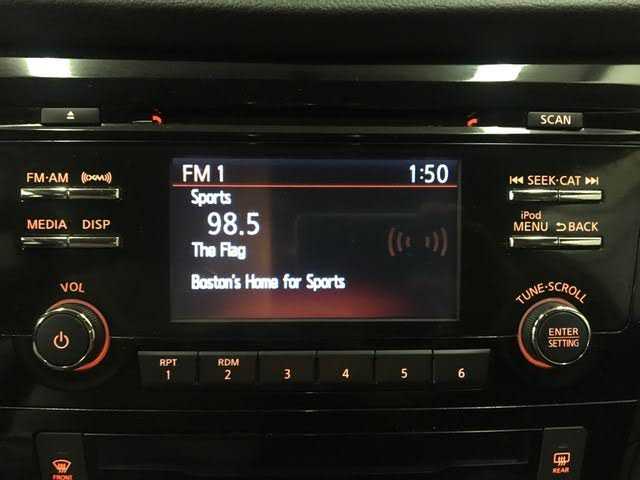 SCAN
FM·AM
XM
FM 1
1:50
SEEK·CAT
Sports
98.5
iPod
MENU
BACK
MEDIA DISP
The Flag
Boston's Home for Sports
VOL
TUNE·SCROLL
ENTER
SETTING
RPT
1
RDM
2
3
4
5
6
FRONT
REAR